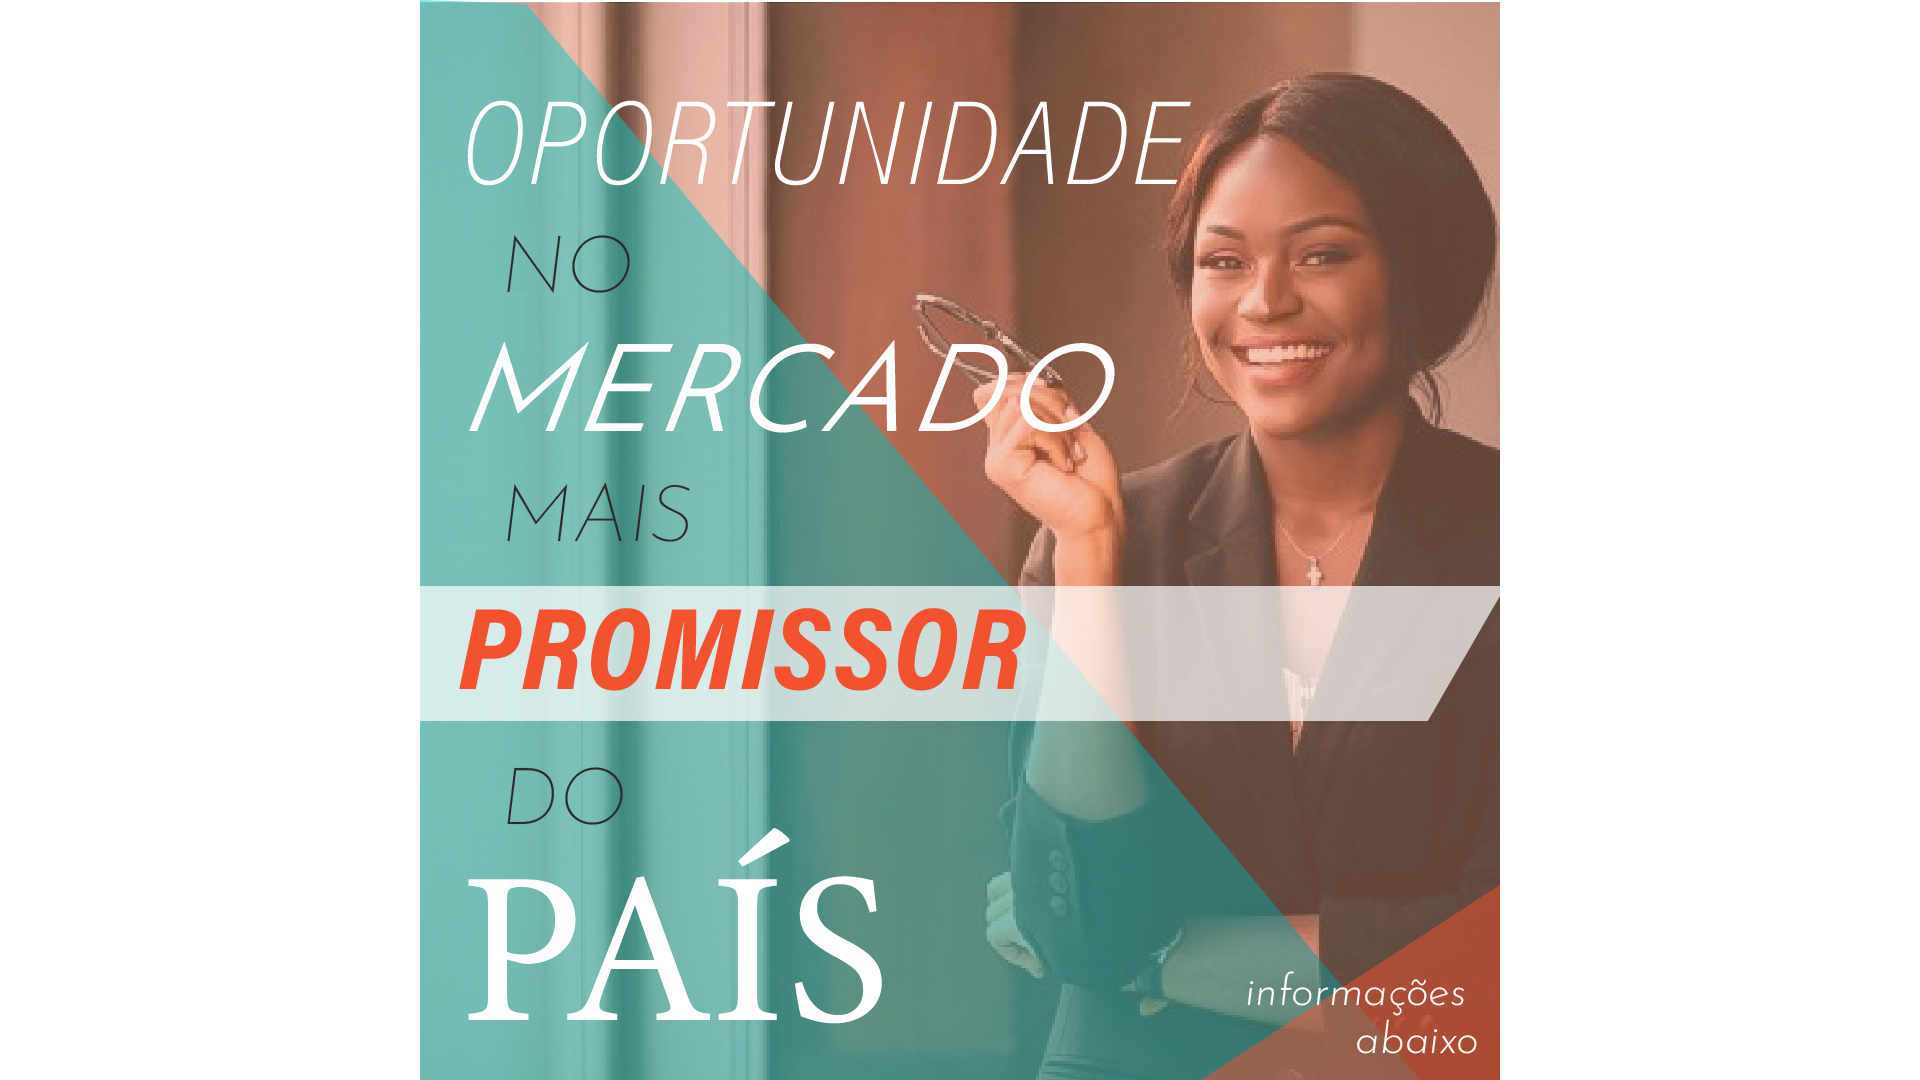 OPORTUNIDADE
NO
MERCADO
MAIS
PROMISSOR
DO
PAÍS
informações
abaixo